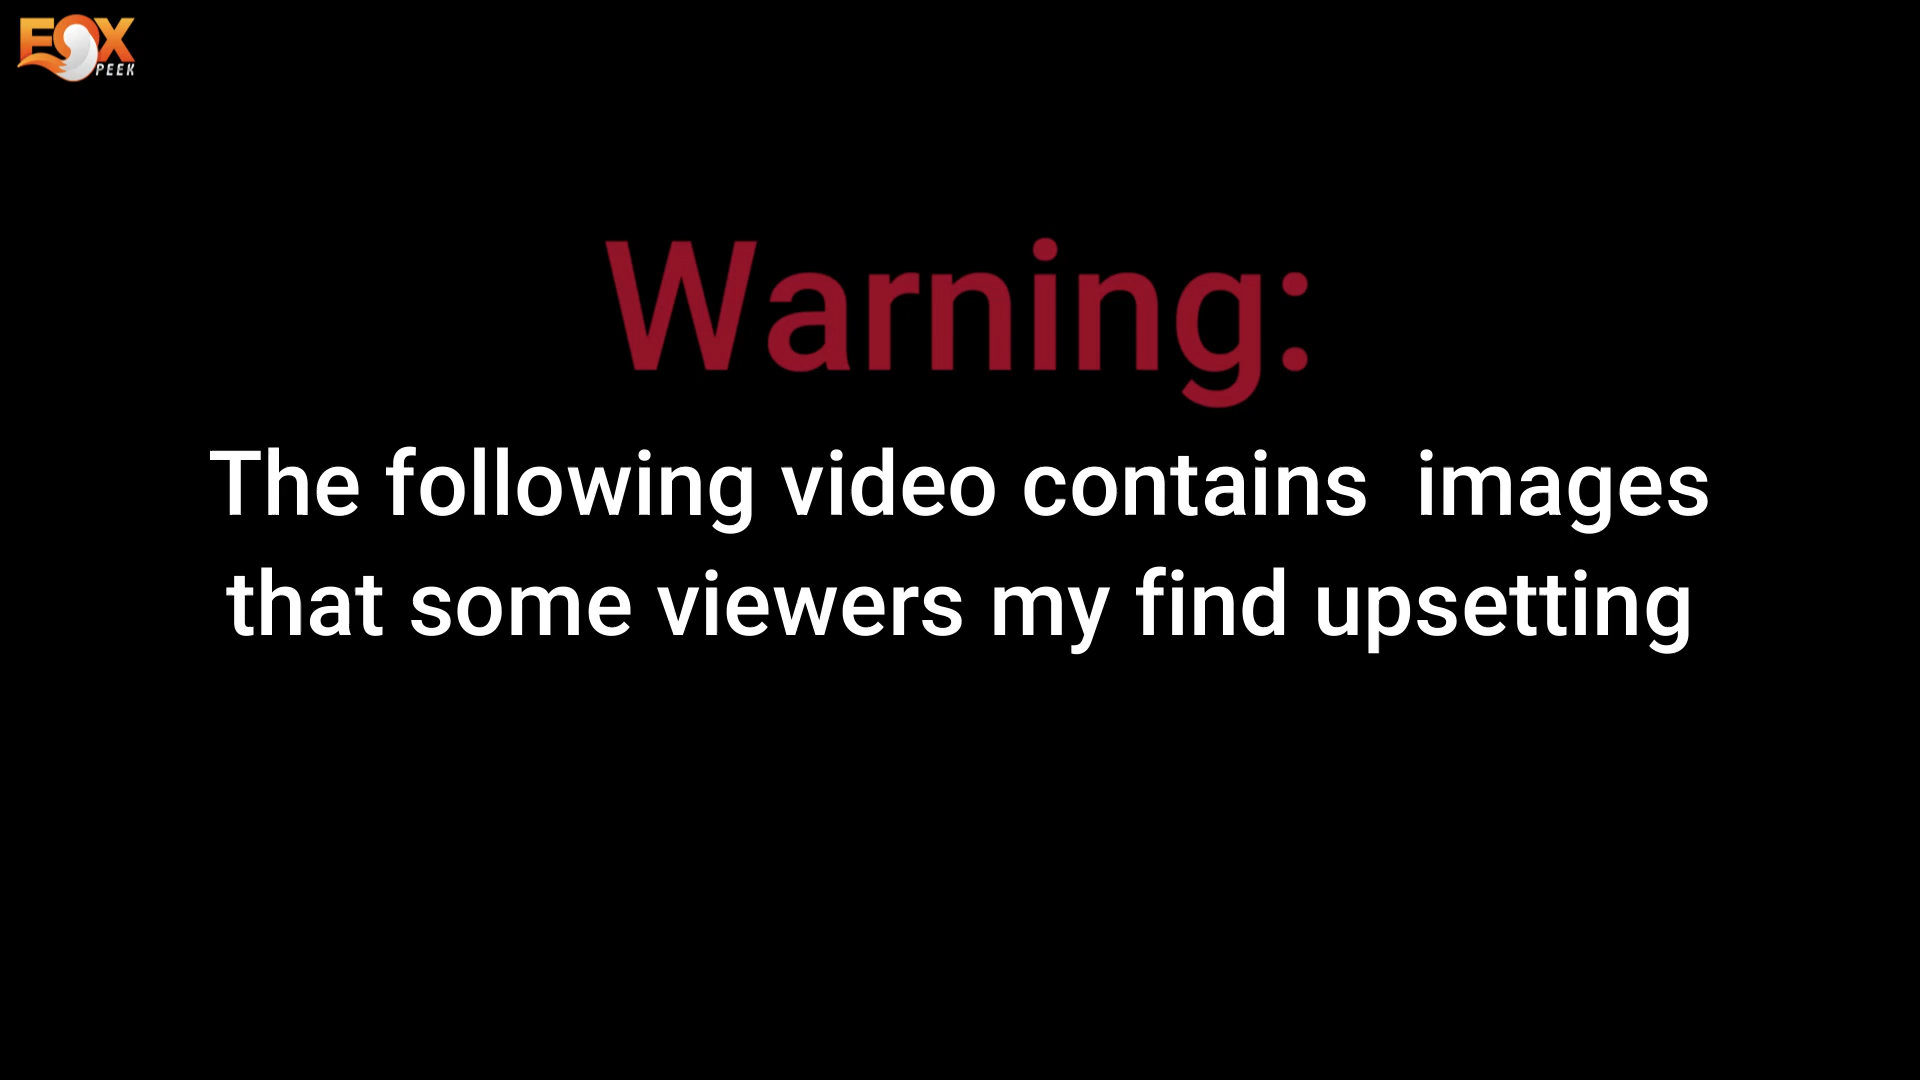 FOX
PEEK
Warning:
The following video contains  images
that some viewers my find upsetting